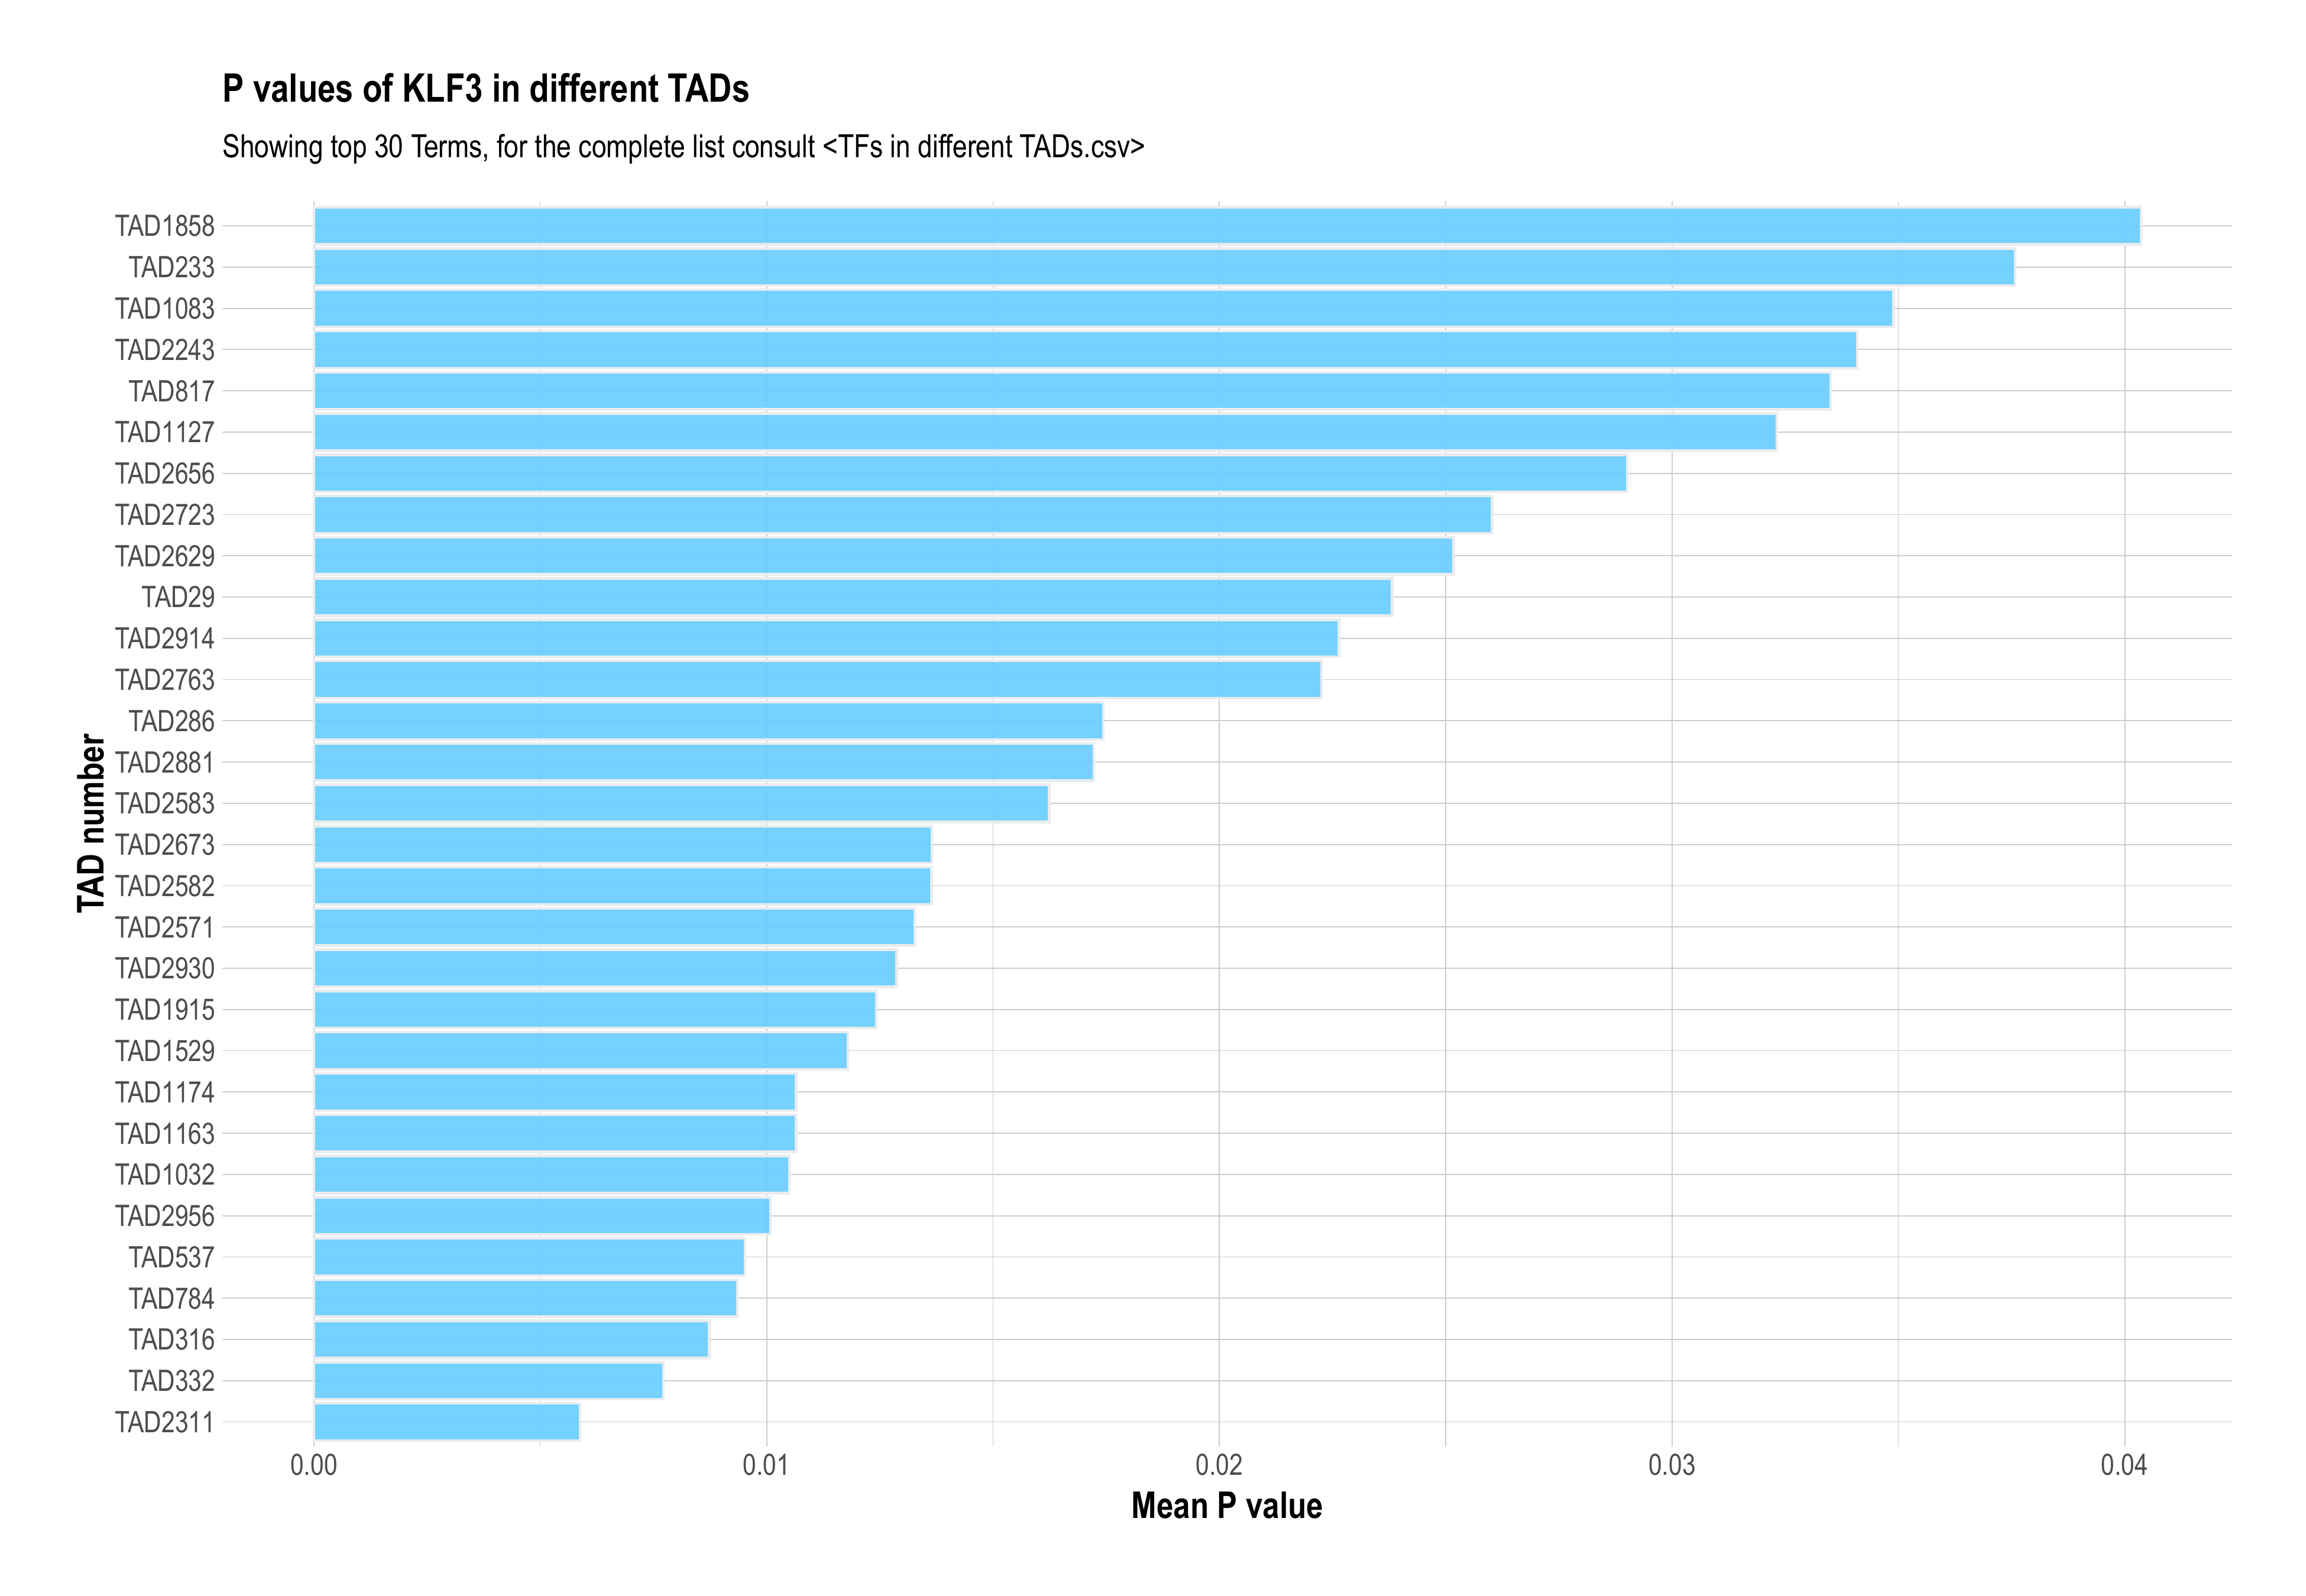 P values of KLF3 in different TADs
Showing top 30 Terms, for the complete list consult <TFs in different TADs.csv>
TAD number
TAD1858
TAD233
TAD1083
TAD2243
TAD817
TAD1127
TAD2656
TAD2723
TAD2629
TAD29
TAD2914
TAD2763
TAD286
TAD2881
TAD2583
TAD2673
TAD2582
TAD2571
TAD2930
TAD1915
TAD1529
TAD1174
TAD1163
TAD1032
TAD2956
TAD537
TAD784
TAD316
TAD332
TAD2311
0.00 0.01 0.02 0.03 0.04
Mean P value